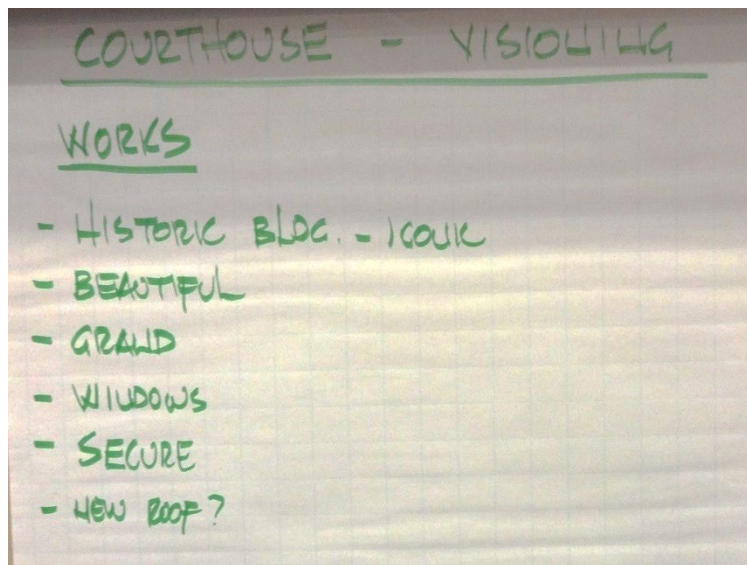 COURTHOUSE - VISIONING
WORKS
- HISTORIC BLDG. - ICONIC
- BEAUTIFUL
- GRAND
- WINDOWS
- SECURE
- NEW ROOF?